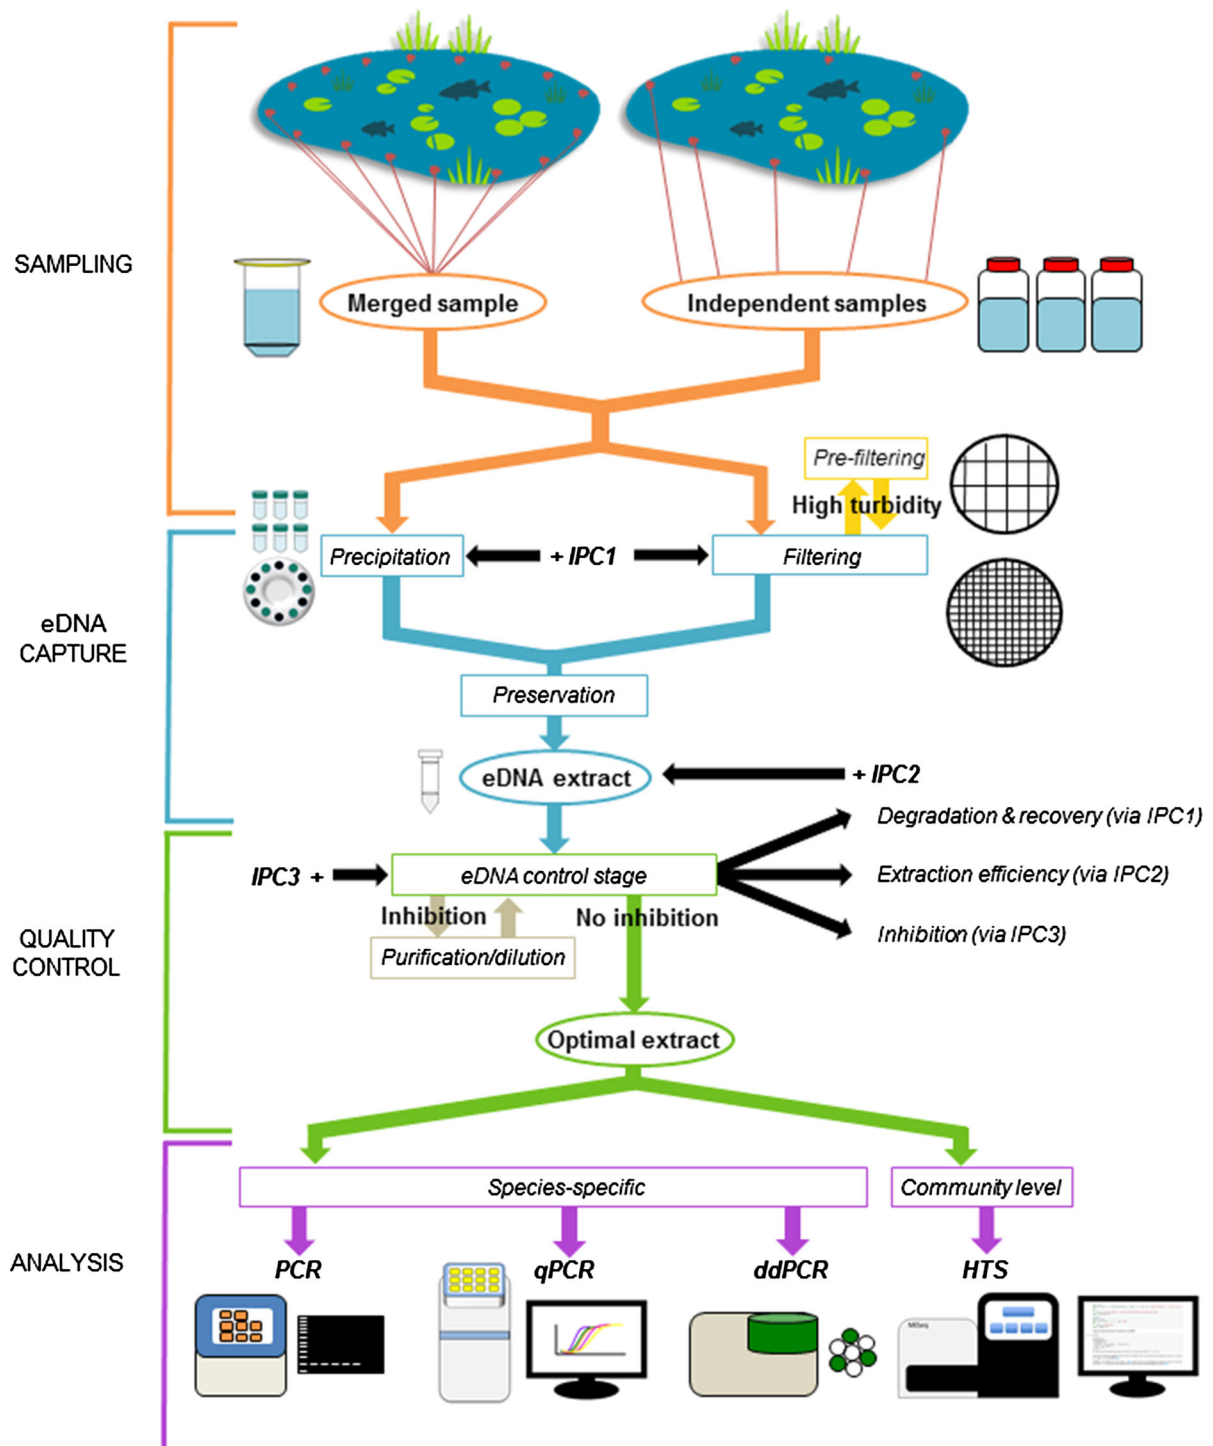 SAMPLING
Merged sample
Independent samples
Pre-filtering
High turbidity
Precipitation
+ IPC1
Filtering
eDNA
CAPTURE
Preservation
eDNA extract
+ IPC2
Degradation & recovery (via IPC1)
IPC3 +
eDNA control stage
Extraction efficiency (via IPC2)
Inhibition
No inhibition
Inhibition (via IPC3)
QUALITY
CONTROL
Purification/dilution
Optimal extract
Species-specific
Community level
ANALYSIS
PCR
qPCR
ddPCR
HTS
MiSeq